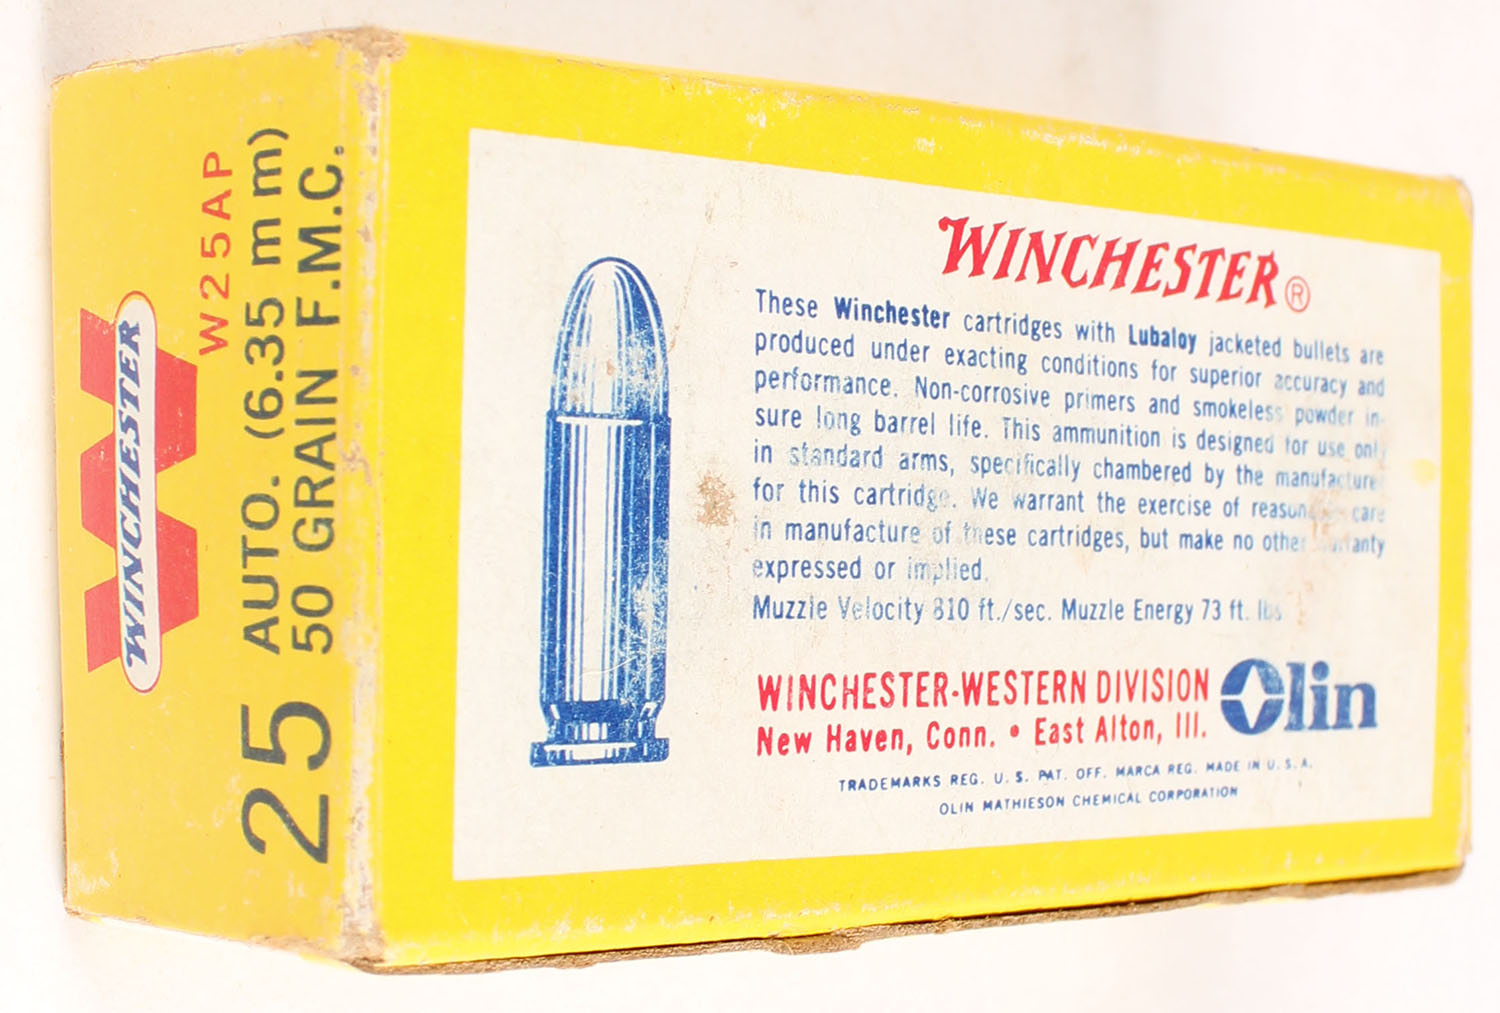 WINCHESTER
W25AP
25 AUTO. (6.35 mm)
50 GRAIN F.M.C.
WINCHESTER®
These Winchester cartridges with Lubaloy jacketed bullets are
produced under exacting conditions for superior accuracy and
performance. Non-corrosive primers and smokeless powder in-
sure long barrel life. This ammunition is designed for use only
in standard arms, specifically chambered by the manufacture
for this cartridge. We warrant the exercise of care
in manufacture of these cartridges, but make no other
expressed or implied.
Muzzle Velocity 810 ft./sec. Muzzle Energy 73 ft. lbs
WINCHESTER-WESTERN DIVISION Olin
New Haven, Conn. • East Alton, Ill.
TRADEMARKS REG. U. S. PAT. OFF. MARCA REG. MADE IN U. S. A.
OLIN MATHIESON CHEMICAL CORPORATION